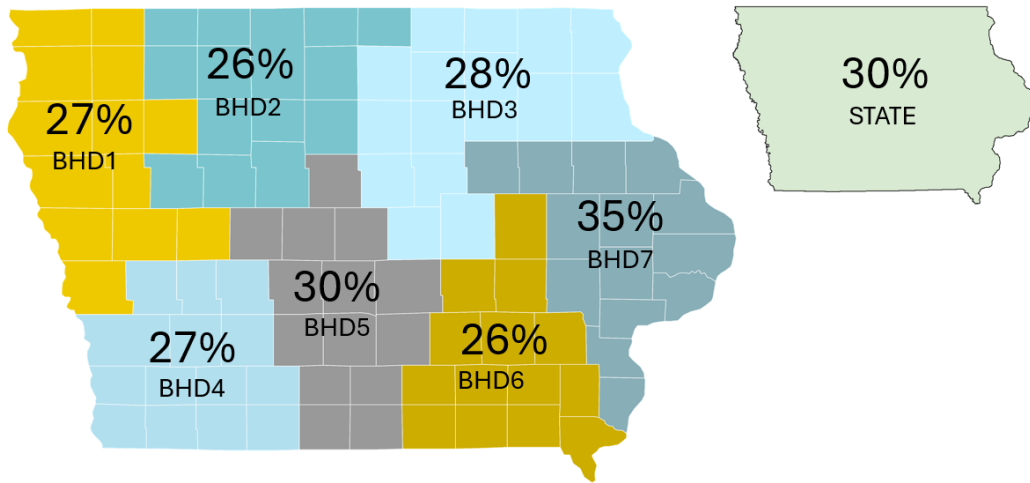 26%
BHD2
28%
BHD3
27%
BHD1
35%
BHD7
30%
BHD5
27%
BHD4
26%
BHD6
30%
STATE